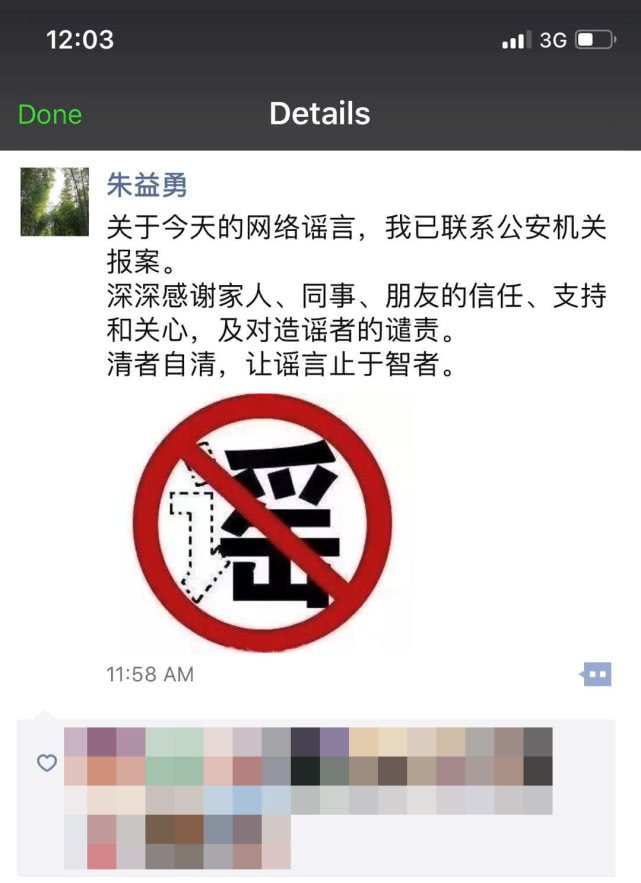 12:03
3G
Done
Details
朱益勇
关于今天的网络谣言，我已联系公安机关
报案。
深深感谢家人、同事、朋友的信任、支持
和关心，及对造谣者的谴责。
清者自清，让谣言止于智者。
谣
11:58 AM